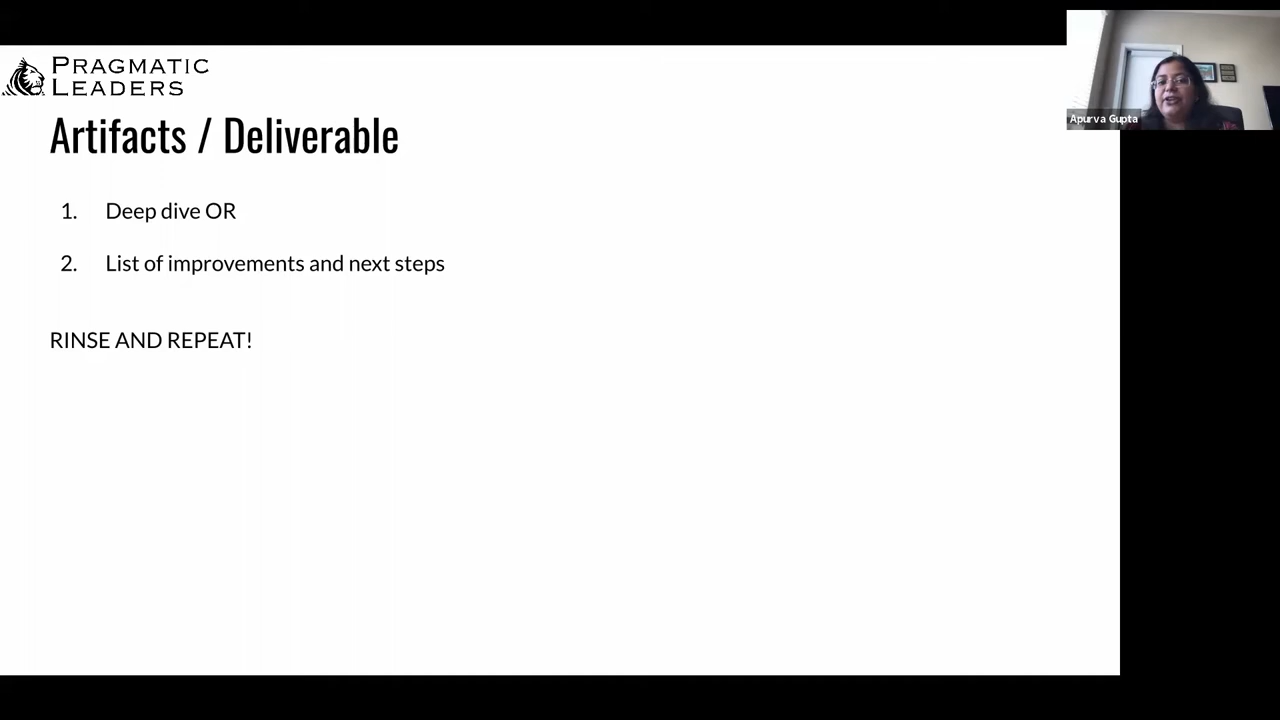 PRAGMATIC
LEADERS
Artifacts / Deliverable
1. Deep dive OR
2. List of improvements and next steps
RINSE AND REPEAT!
Apurva Gupta